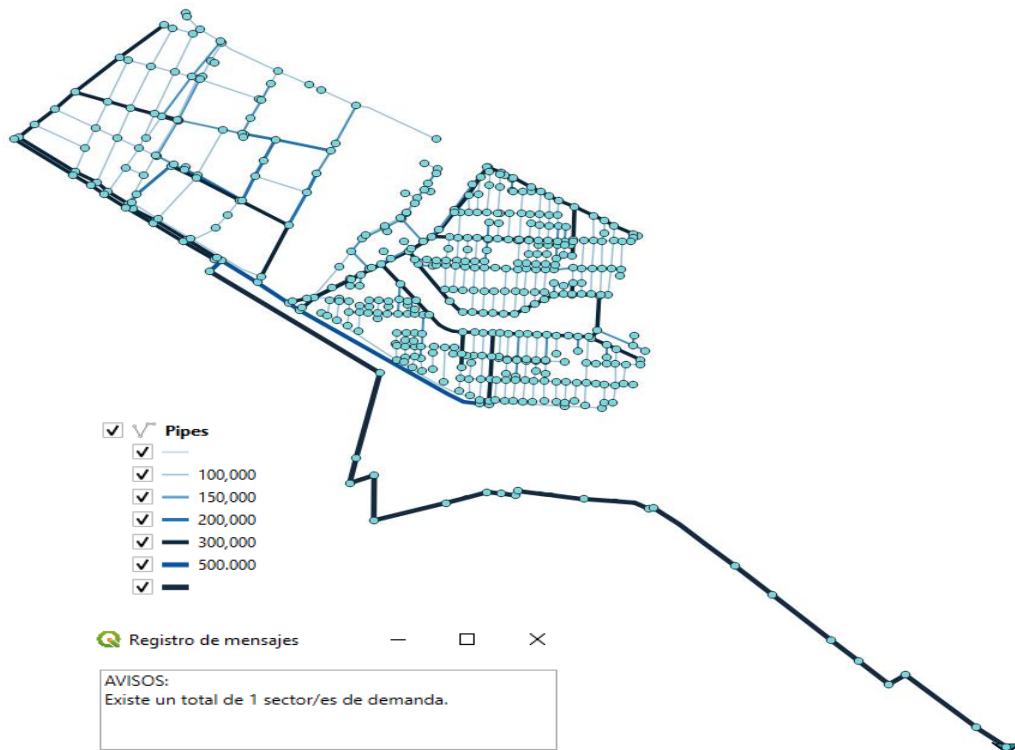 Pipes
100,000
150,000
200,000
300,000
500.000
Registro de mensajes
AVISOS:
Existe un total de 1 sector/es de demanda.